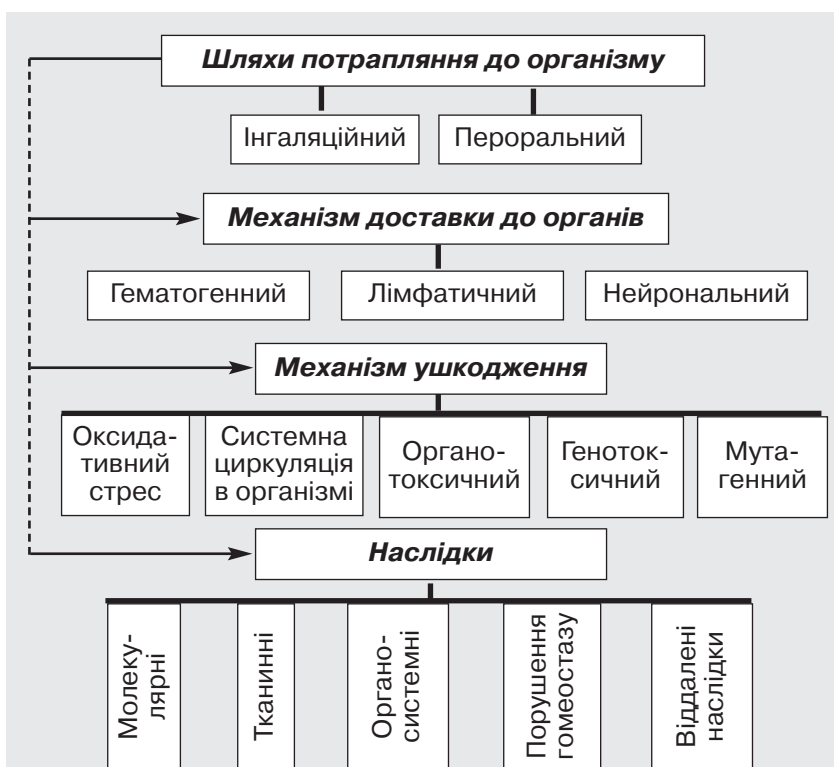 Шляхи потрапляння до організму
Інгаляційний
Пероральний
Механізм доставки до органів
Гематогенний
Лімфатичний
Нейрональний
Механізм ушкодження
Оксида-
тивний
стрес
Системна
циркуляція
в організмі
Органо-
токсичний
Геноток-
сичний
Мута-
генний
Наслідки
Молеку-
лярні
Тканинні
Органо-
системні
Порушення
гомеостазу
Віддалені
наслідки